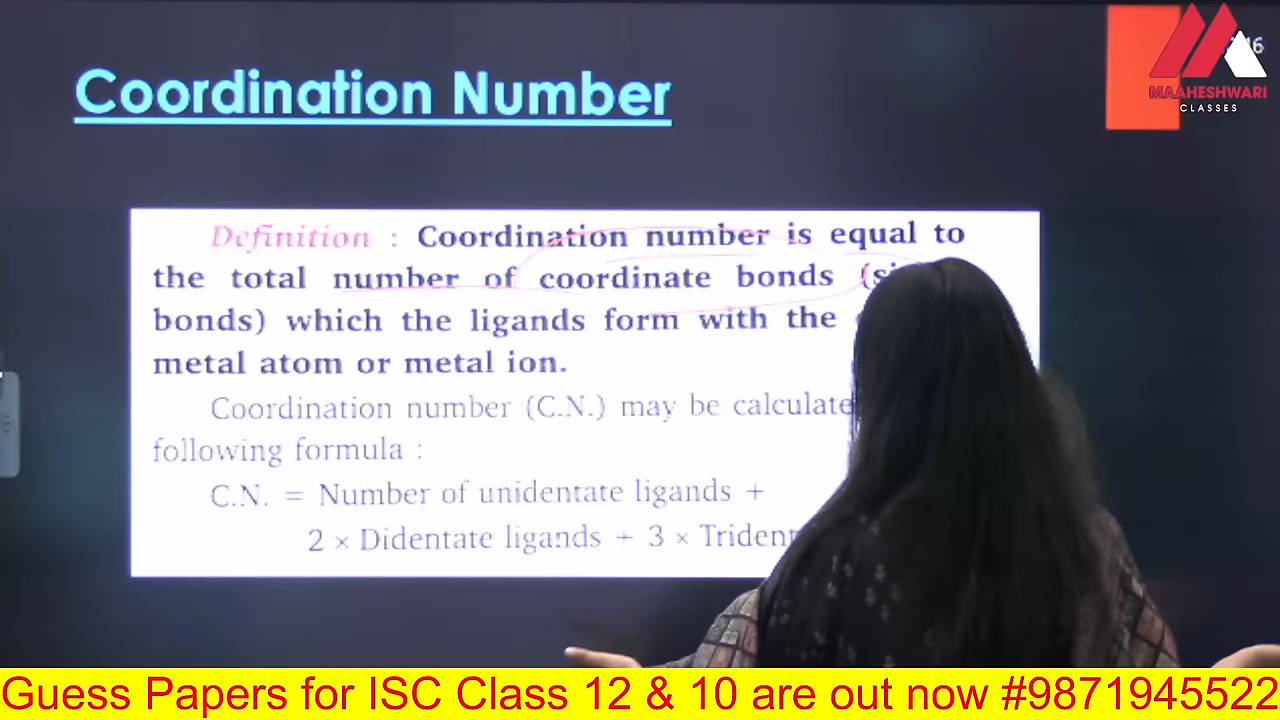 Coordination Number
MAAHESHWARI
CLASSES
Definition : Coordination number is equal to
the total number of coordinate bonds
bonds) which the ligands form with the
metal atom or metal ion.
Coordination number (C.N.) may be calculate
following formula :
C.N. = Number of unidentate ligands +
2 × Didentate ligands + 3 ×
Guess Papers for ISC Class 12 & 10 are out now #9871945522